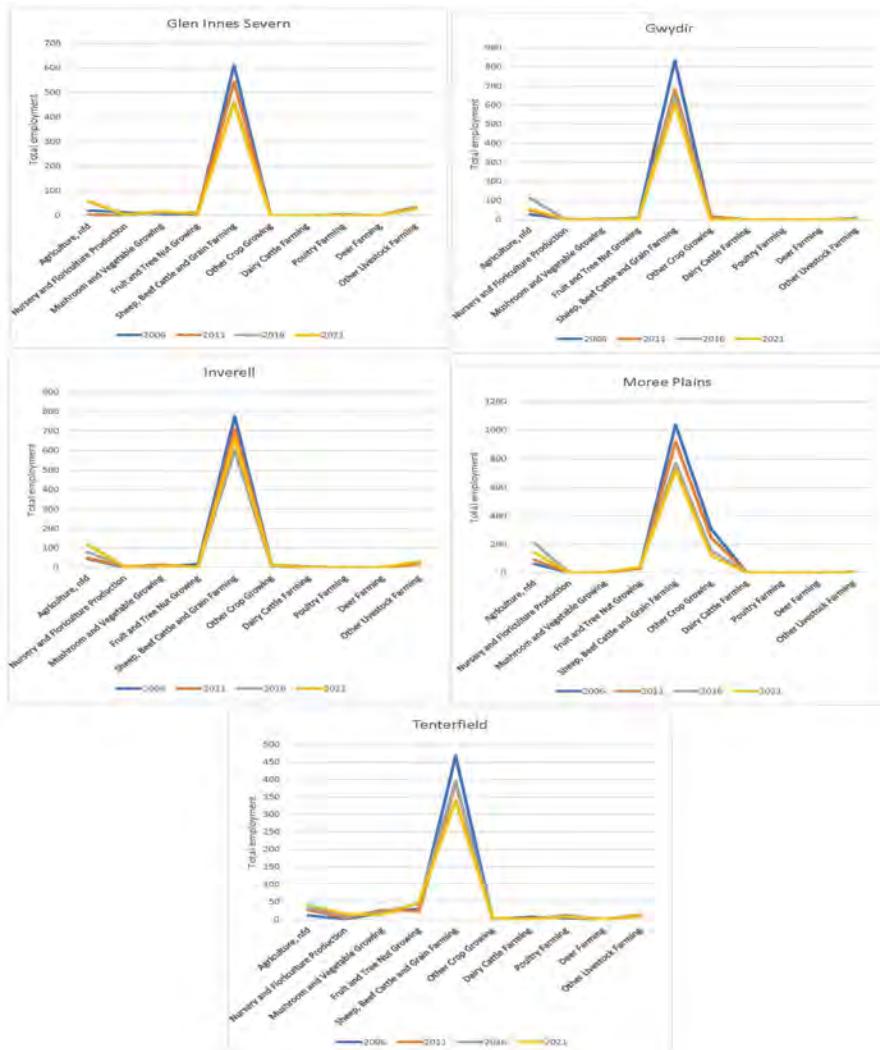 Glen Innes Severn
Total employment
700
600
500
400
300
200
100
0
Agriculture, nfd
Nursery and Floriculture Production
Mushroom and Vegetable Growing
Fruit and Tree Nut Growing
Sheep, Beef Cattle and Grain Farming
Other Crop Growing
Dairy Cattle Farming
Poultry Farming
Deer Farming
Other Livestock Farming
2006 2011 2016 2021
Gwydir
Total employment
900
800
700
600
500
400
300
200
100
0
Agriculture, nfd
Nursery and Floriculture Production
Mushroom and Vegetable Growing
Fruit and Tree Nut Growing
Sheep, Beef Cattle and Grain Farming
Other Crop Growing
Dairy Cattle Farming
Poultry Farming
Deer Farming
Other Livestock Farming
2006 2011 2016 2021
Inverell
Total employment
900
800
700
600
500
400
300
200
100
0
Agriculture, nfd
Nursery and Floriculture Production
Mushroom and Vegetable Growing
Fruit and Tree Nut Growing
Sheep, Beef Cattle and Grain Farming
Other Crop Growing
Dairy Cattle Farming
Poultry Farming
Deer Farming
Other Livestock Farming
2006 2011 2016 2021
Moree Plains
Total employment
1200
1000
800
600
400
200
0
Agriculture, nfd
Nursery and Floriculture Production
Mushroom and Vegetable Growing
Fruit and Tree Nut Growing
Sheep, Beef Cattle and Grain Farming
Other Crop Growing
Dairy Cattle Farming
Poultry Farming
Deer Farming
Other Livestock Farming
2006 2011 2016 2021
Tenterfield
Total employment
500
450
400
350
300
250
200
150
100
50
0
Agriculture, nfd
Nursery and Floriculture Production
Mushroom and Vegetable Growing
Fruit and Tree Nut Growing
Sheep, Beef Cattle and Grain Farming
Other Crop Growing
Dairy Cattle Farming
Poultry Farming
Deer Farming
Other Livestock Farming
2006 2011 2016 2021